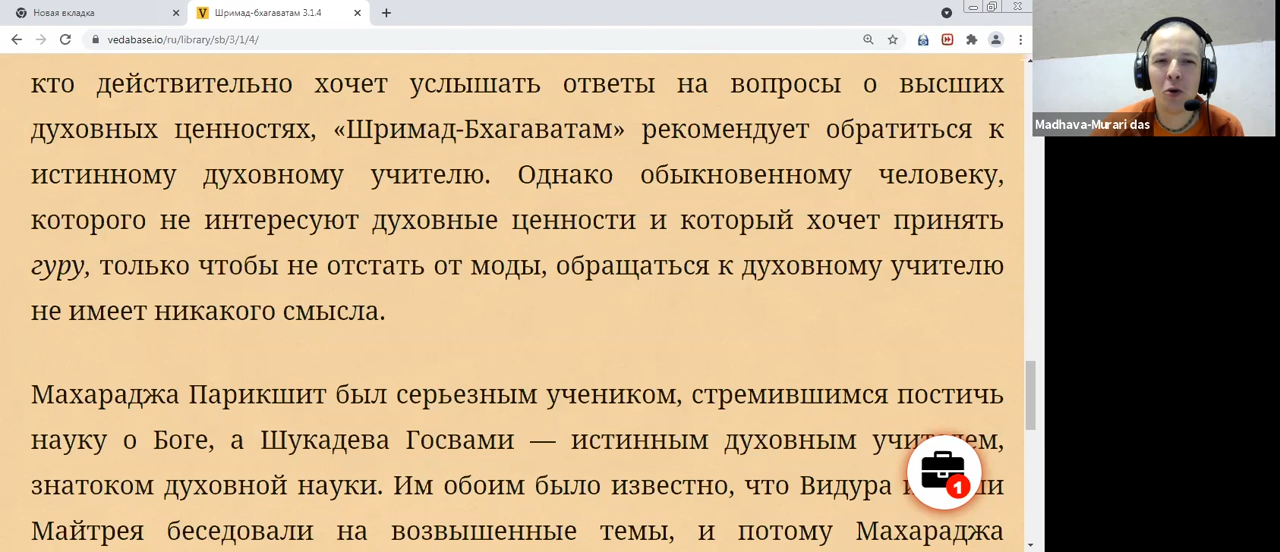 Новая вкладка
Шримад-бхагаватам 3.1.4
vedabase.io/ru/library/sb/3/1/4/
Madhava-Murari das
кто действительно хочет услышать ответы на вопросы о высших
духовных ценностях, «Шримад-Бхагаватам» рекомендует обратиться к
истинному духовному учителю. Однако обыкновенному человеку,
которого не интересуют духовные ценности и который хочет принять
гуру, только чтобы не отстать от моды, обращаться к духовному учителю
не имеет никакого смысла.
Махараджа Парикшит был серьезным учеником, стремившимся постичь
науку о Боге, а Шукадева Госвами — истинным духовным
знатоком духовной науки. Им обоим было известно, что Видура
Майтрея беседовали на возвышенные темы, и потому Махараджа
1